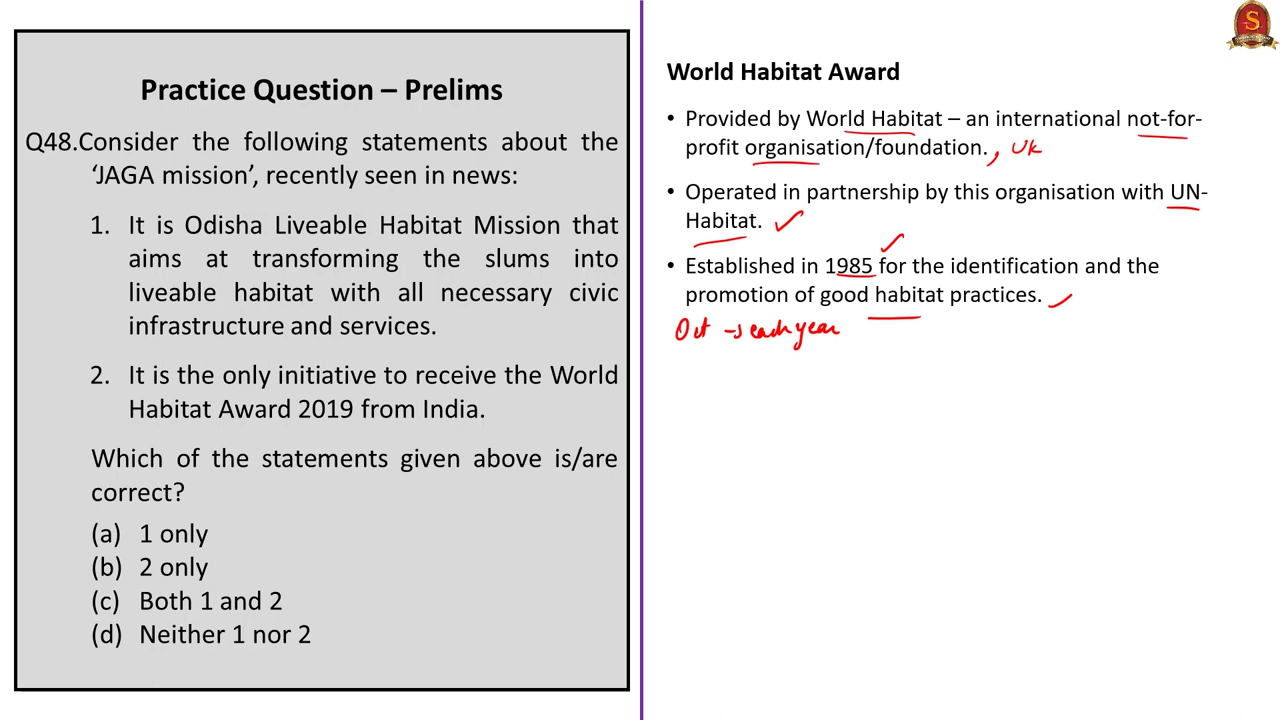 Practice Question – Prelims
Q48.Consider the following statements about the
‘JAGA mission’, recently seen in news:
1. It is Odisha Liveable Habitat Mission that
aims at transforming the slums into
liveable habitat with all necessary civic
infrastructure and services.
2. It is the only initiative to receive the World
Habitat Award 2019 from India.
Which of the statements given above is/are
correct?
(a) 1 only
(b) 2 only
(c) Both 1 and 2
(d) Neither 1 nor 2
World Habitat Award
• Provided by World Habitat – an international not-for-
profit organisation/foundation. , UK
• Operated in partnership by this organisation with UN-
Habitat.
• Established in 1985 for the identification and the
promotion of good habitat practices.
Oct → each year
S